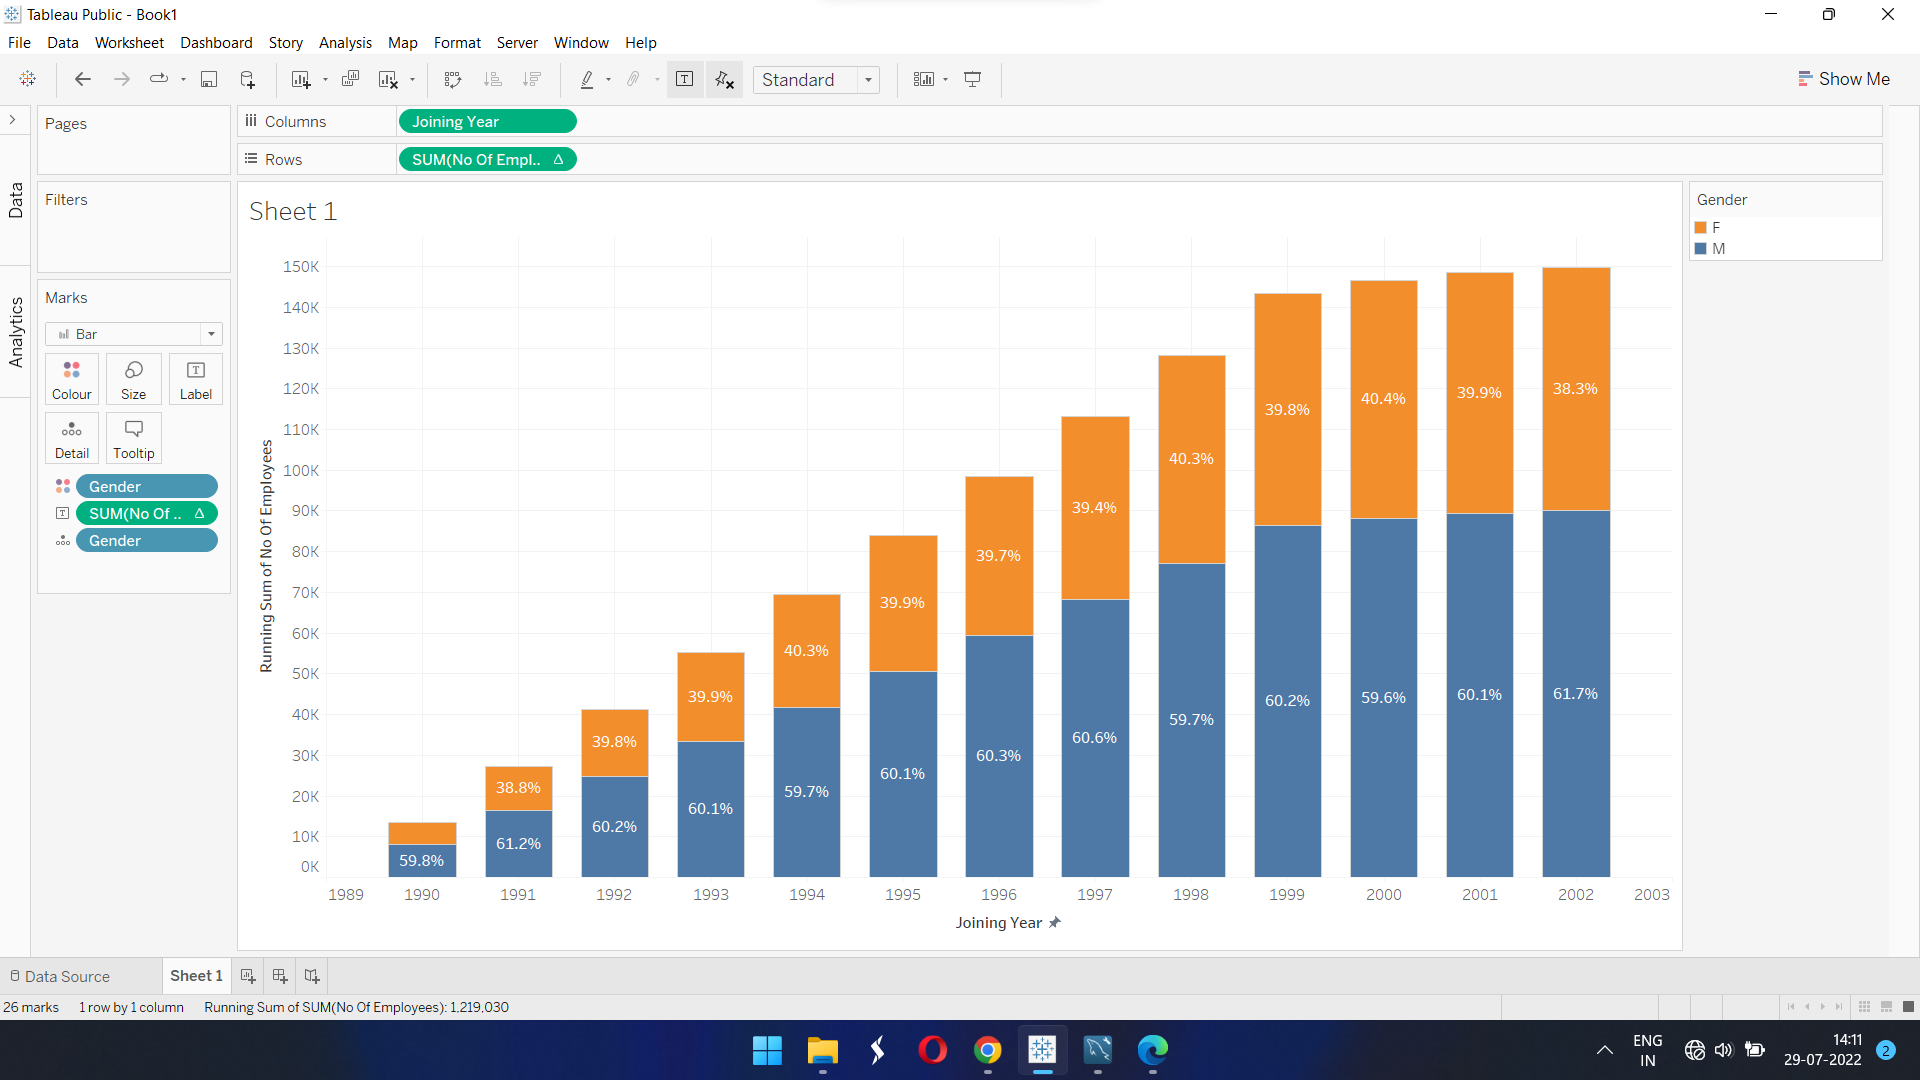 Tableau Public - Book1
File Data Worksheet Dashboard Story Analysis Map Format Server Window Help
Standard
Show Me
Pages
Columns
Joining Year
Rows
SUM(No Of Empl.. Δ
Data
Analytics
Filters
Marks
Bar
Colour
Size
Label
Detail
Tooltip
Gender
SUM(No Of .. Δ
Gender
Sheet 1
Running Sum of No Of Employees
150K
140K
130K
120K
110K
100K
90K
80K
70K
60K
50K
40K
30K
20K
10K
0K
59.8%
38.8%
61.2%
39.8%
60.2%
39.9%
60.1%
40.3%
59.7%
39.9%
60.1%
39.7%
60.3%
39.4%
60.6%
40.3%
59.7%
39.8%
60.2%
40.4%
59.6%
39.9%
60.1%
38.3%
61.7%
1989 1990 1991 1992 1993 1994 1995 1996 1997 1998 1999 2000 2001 2002 2003
Joining Year
Gender
F
M
Data Source
Sheet 1
26 marks 1 row by 1 column Running Sum of SUM(No Of Employees): 1,219,030
ENG
IN
14:11
29-07-2022
2